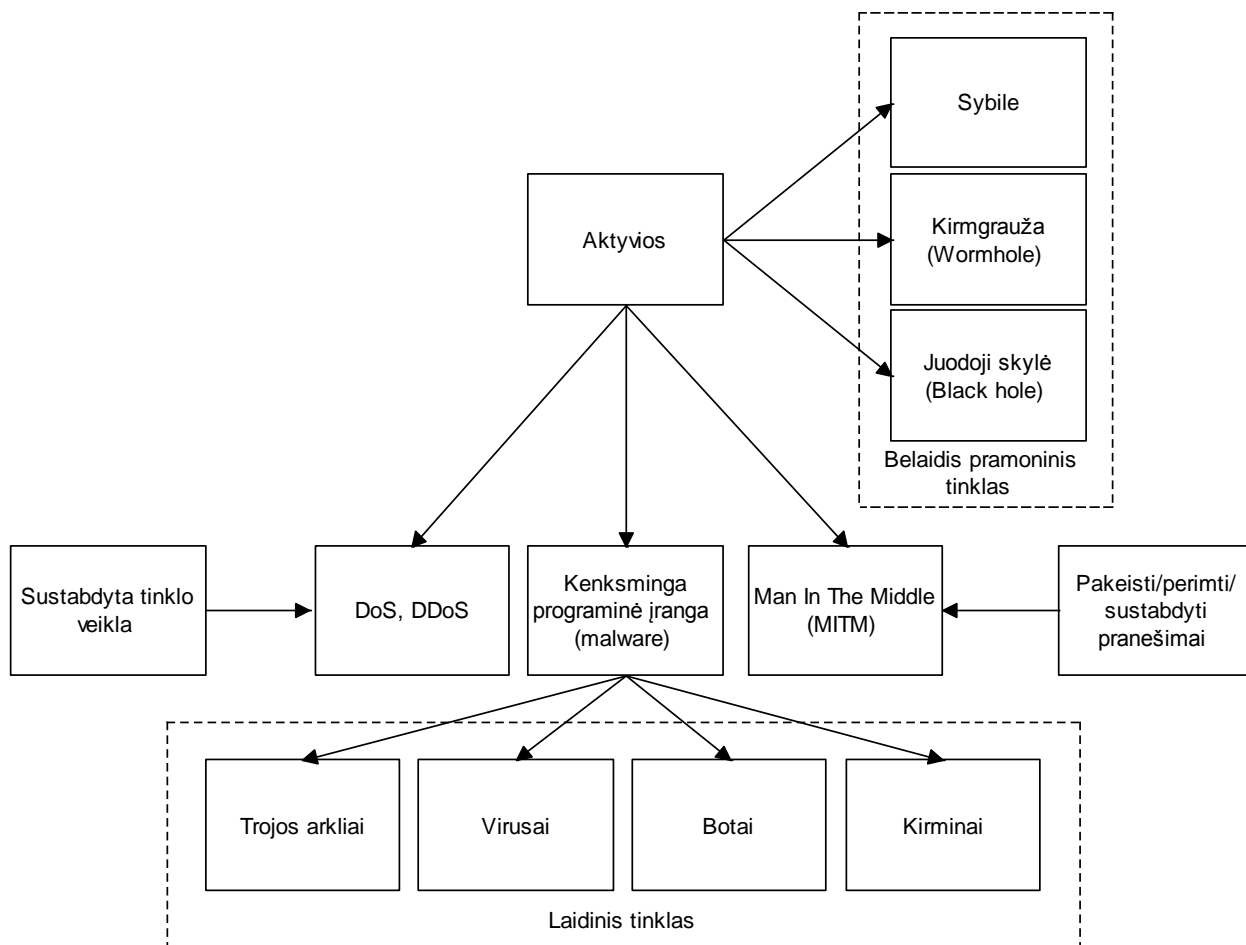 Sybile
Aktyvios
Kirmgrauža
(Wormhole)
Juodoji skylė
(Black hole)
Belaidis pramoninis
tinklas
Sustabdyta tinklo
veikla
DoS, DDoS
Kenksminga
programinė įranga
(malware)
Man In The Middle
(MITM)
Pakeisti/perimti/
sustabdyti
pranešimai
Trojos arkliai
Virusai
Botai
Kirminai
Laidinis tinklas